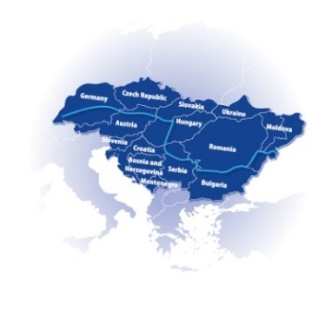 Germany
Czech Republic
Slovakia
Ukraine
Austria
Hungary
Moldova
Slovenia
Croatia
Romania
Bosnia and
Herzegovina
Serbia
Montenegro
Bulgaria